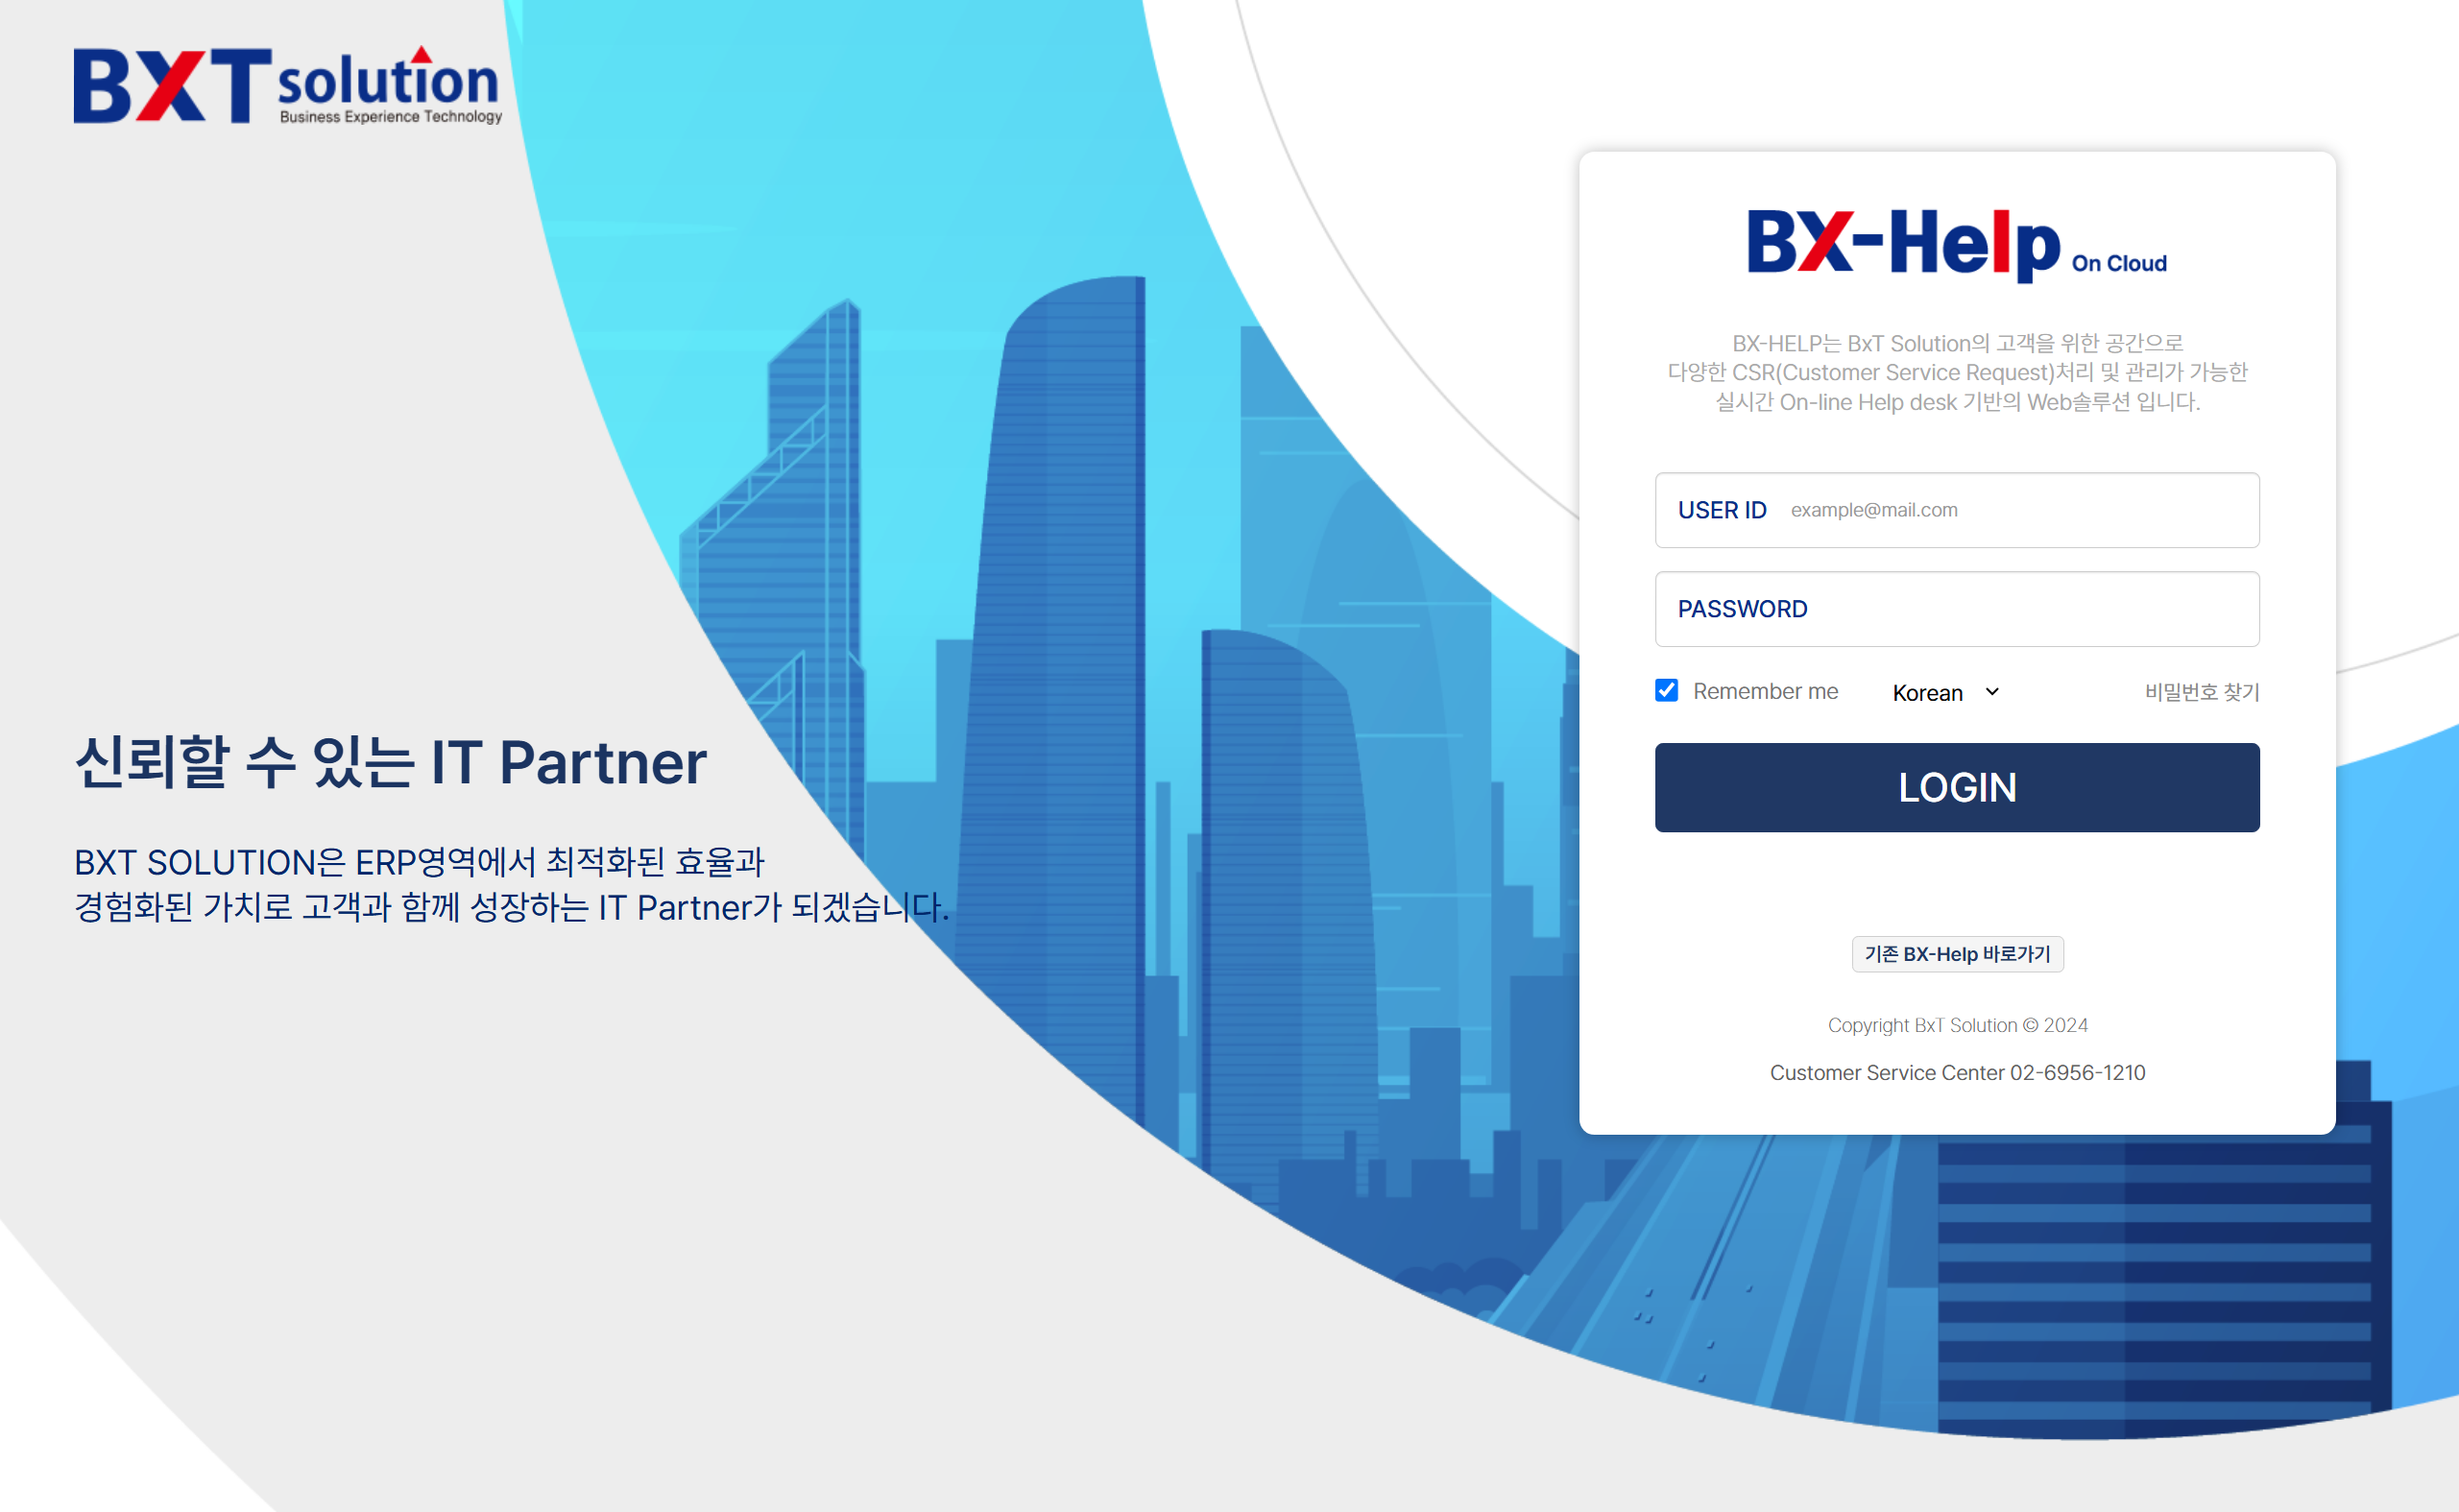 BXT solution
Business Experience Technology
신뢰할 수 있는 IT Partner
BXT SOLUTION은 ERP영역에서 최적화된 효율과
경험화된 가치로 고객과 함께 성장하는 IT Partner가 되겠습니다.
BX-Help On Cloud
BX-HELP는 BxT Solution의 고객을 위한 공간으로
다양한 CSR(Customer Service Request)처리 및 관리가 가능한
실시간 On-line Help desk 기반의 Web솔루션 입니다.
USER ID example@mail.com
PASSWORD
Remember me Korean 비밀번호 찾기
LOGIN
기존 BX-Help 바로가기
Copyright BxT Solution © 2024
Customer Service Center 02-6956-1210